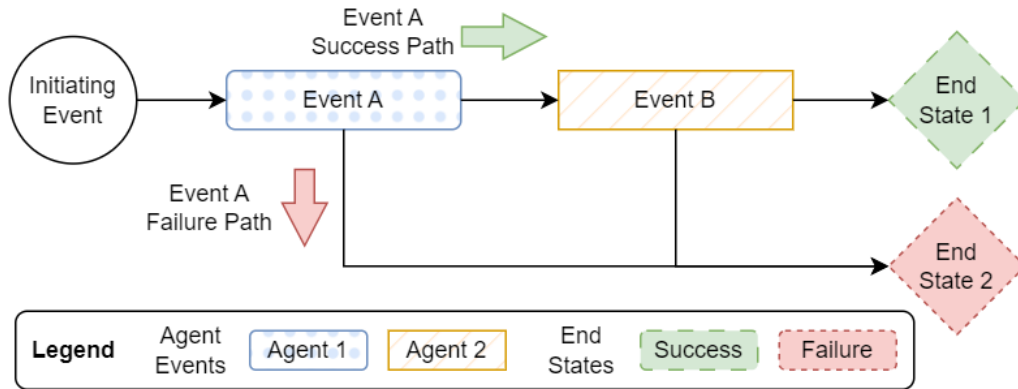 Event A
Success Path
Initiating
Event
Event A
Event B
End
State 1
Event A
Failure Path
End
State 2
Legend
Agent
Events
Agent 1
Agent 2
End
States
Success
Failure